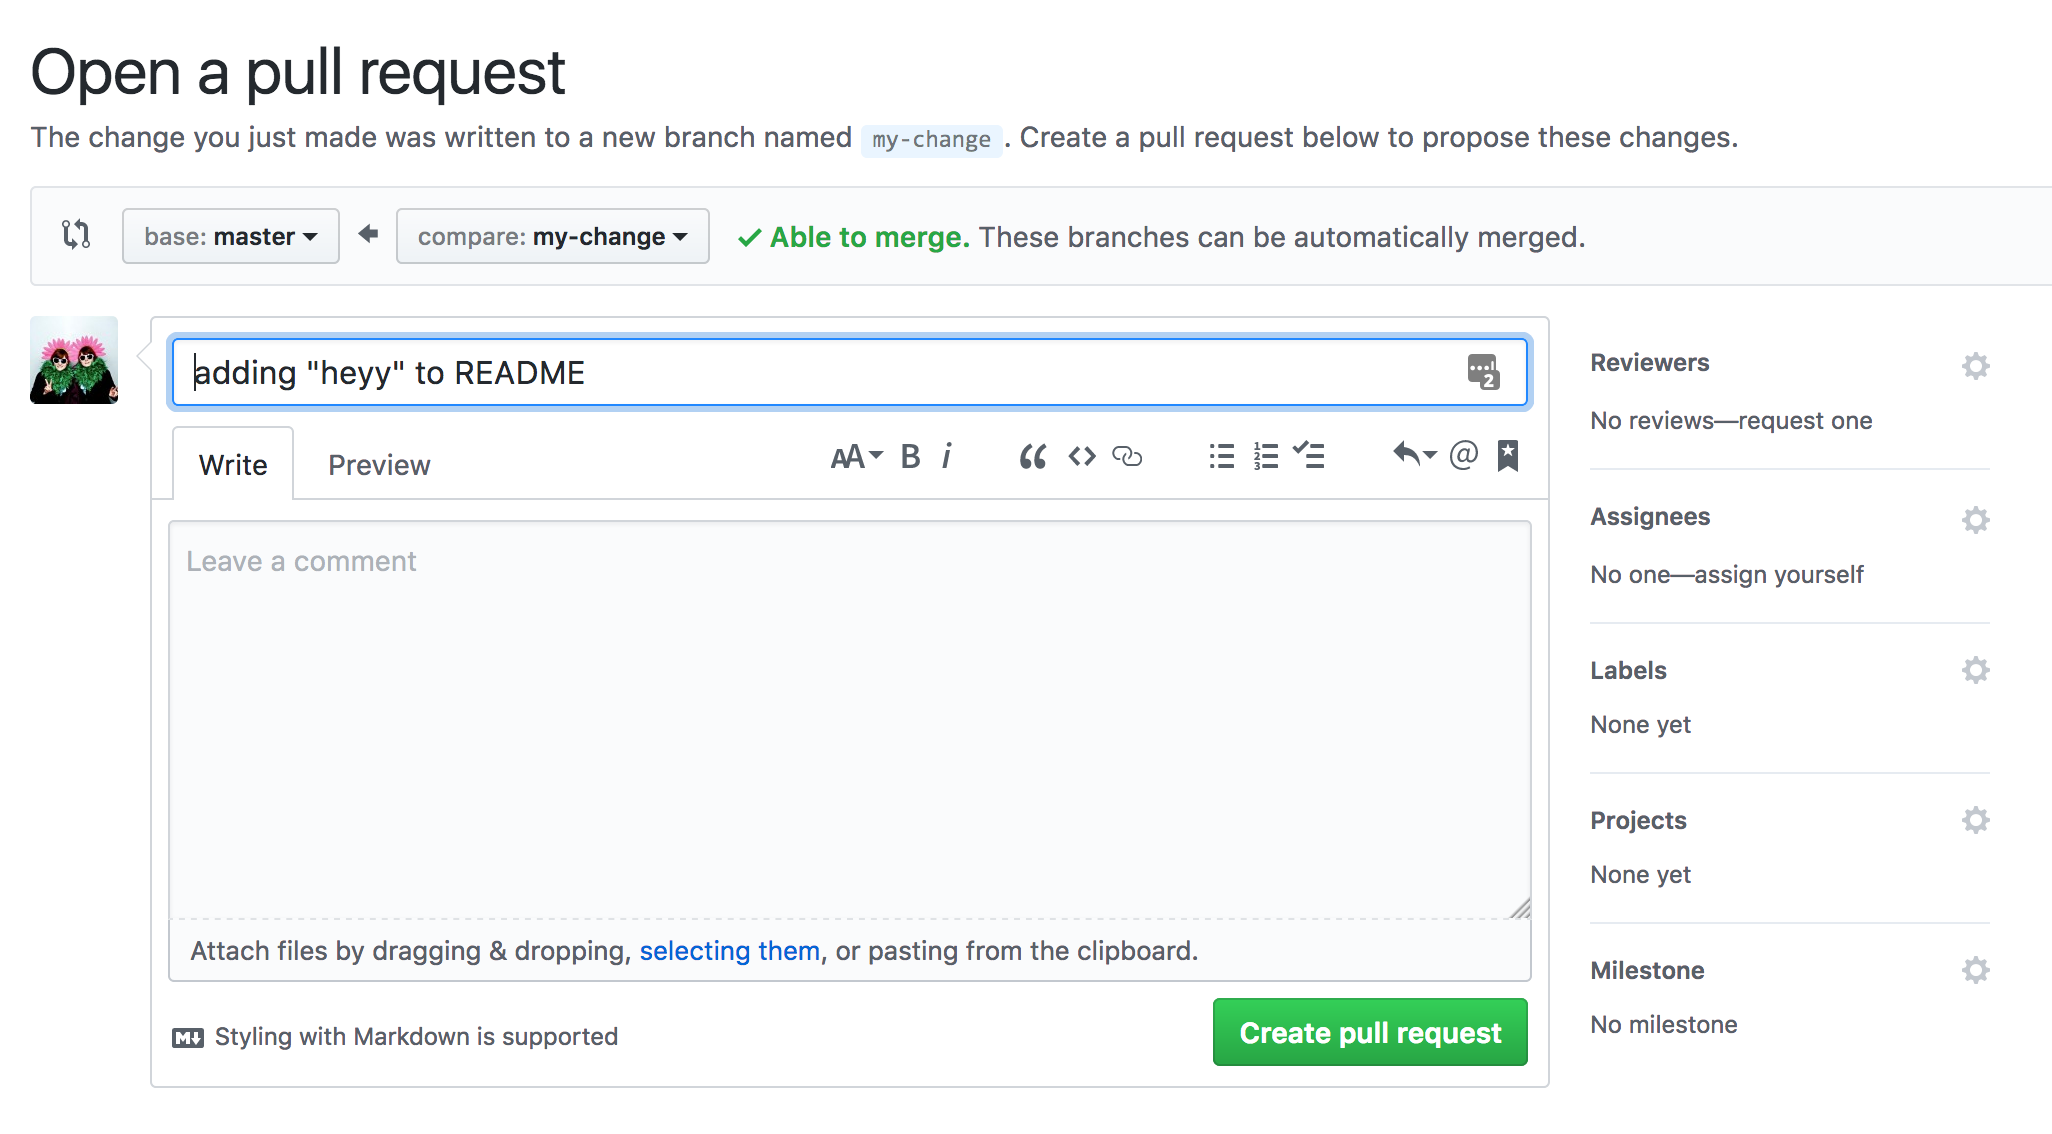 Open a pull request
The change you just made was written to a new branch named my-change. Create a pull request below to propose these changes.
base: master compare: my-change Able to merge. These branches can be automatically merged.
adding "heyy" to README
2
Write Preview AA B i @
Leave a comment
Attach files by dragging & dropping, selecting them, or pasting from the clipboard.
Styling with Markdown is supported
Create pull request
Reviewers
No reviews—request one
Assignees
No one—assign yourself
Labels
None yet
Projects
None yet
Milestone
No milestone